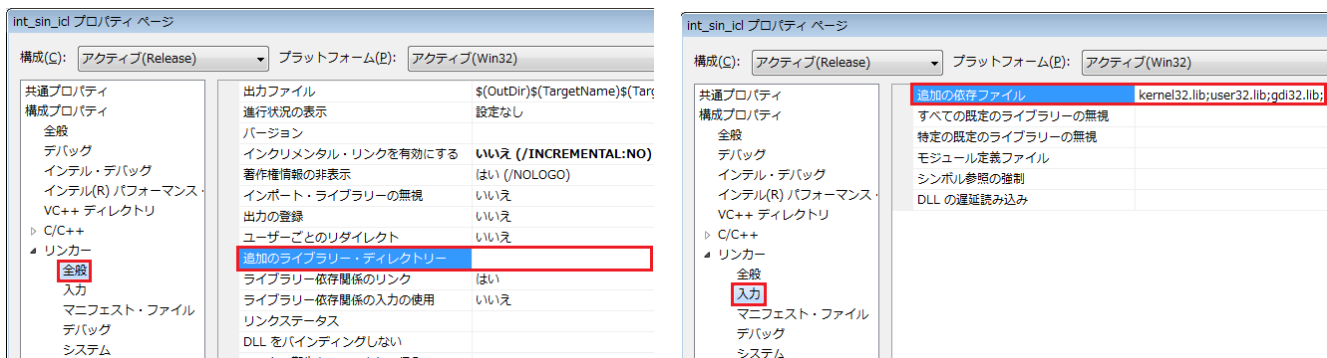 int_sin_icl プロパティ ページ
構成(C): アクティブ(Release) プラットフォーム(P): アクティブ(Win32)
共通プロパティ
構成プロパティ
全般
デバッグ
インテル・デバッグ
インテル(R) パフォーマンス・
VC++ ディレクトリ
C/C++
リンカー
全般
入力
マニフェスト・ファイル
デバッグ
システム
出力ファイル $(OutDir)$(TargetName)$(Targ
進行状況の表示 設定なし
バージョン
インクリメンタル・リンクを有効にする いいえ (/INCREMENTAL:NO)
著作権情報の非表示 はい (/NOLOGO)
インポート・ライブラリーの無視 いいえ
出力の登録 いいえ
ユーザーごとのリダイレクト いいえ
追加のライブラリー・ディレクトリー
ライブラリー依存関係のリンク はい
ライブラリー依存関係の入力の使用 いいえ
リンクステータス
DLL をバインディングしない
int_sin_icl プロパティ ページ
構成(C): アクティブ(Release) プラットフォーム(P): アクティブ(Win32)
共通プロパティ
構成プロパティ
全般
デバッグ
インテル・デバッグ
インテル(R) パフォーマンス・
VC++ ディレクトリ
C/C++
リンカー
全般
入力
マニフェスト・ファイル
デバッグ
システム
追加の依存ファイル kernel32.lib;user32.lib;gdi32.lib;
すべての既定のライブラリーの無視
特定の既定のライブラリーの無視
モジュール定義ファイル
シンボル参照の強制
DLL の遅延読み込み